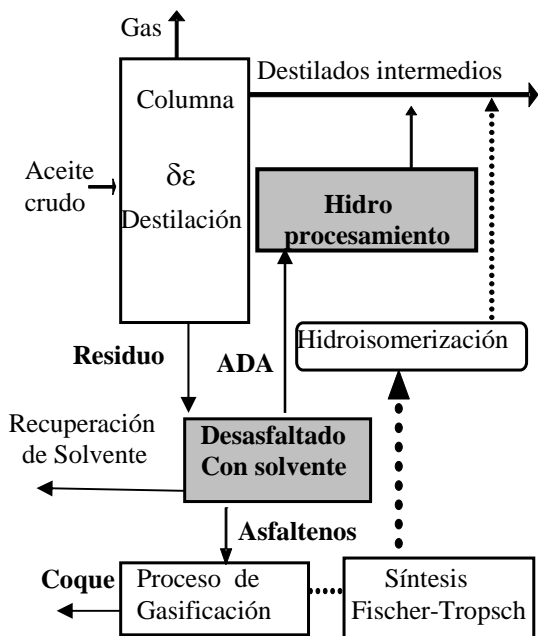 Gas
Destilados intermedios
Columna
Aceite
crudo
δε
Destilación
Hidro
procesamiento
Hidroisomerización
Residuo
ADA
Recuperación
de Solvente
Desasfaltado
Con solvente
Asfaltenos
Coque
Proceso de
Gasificación
Síntesis
Fischer-Tropsch